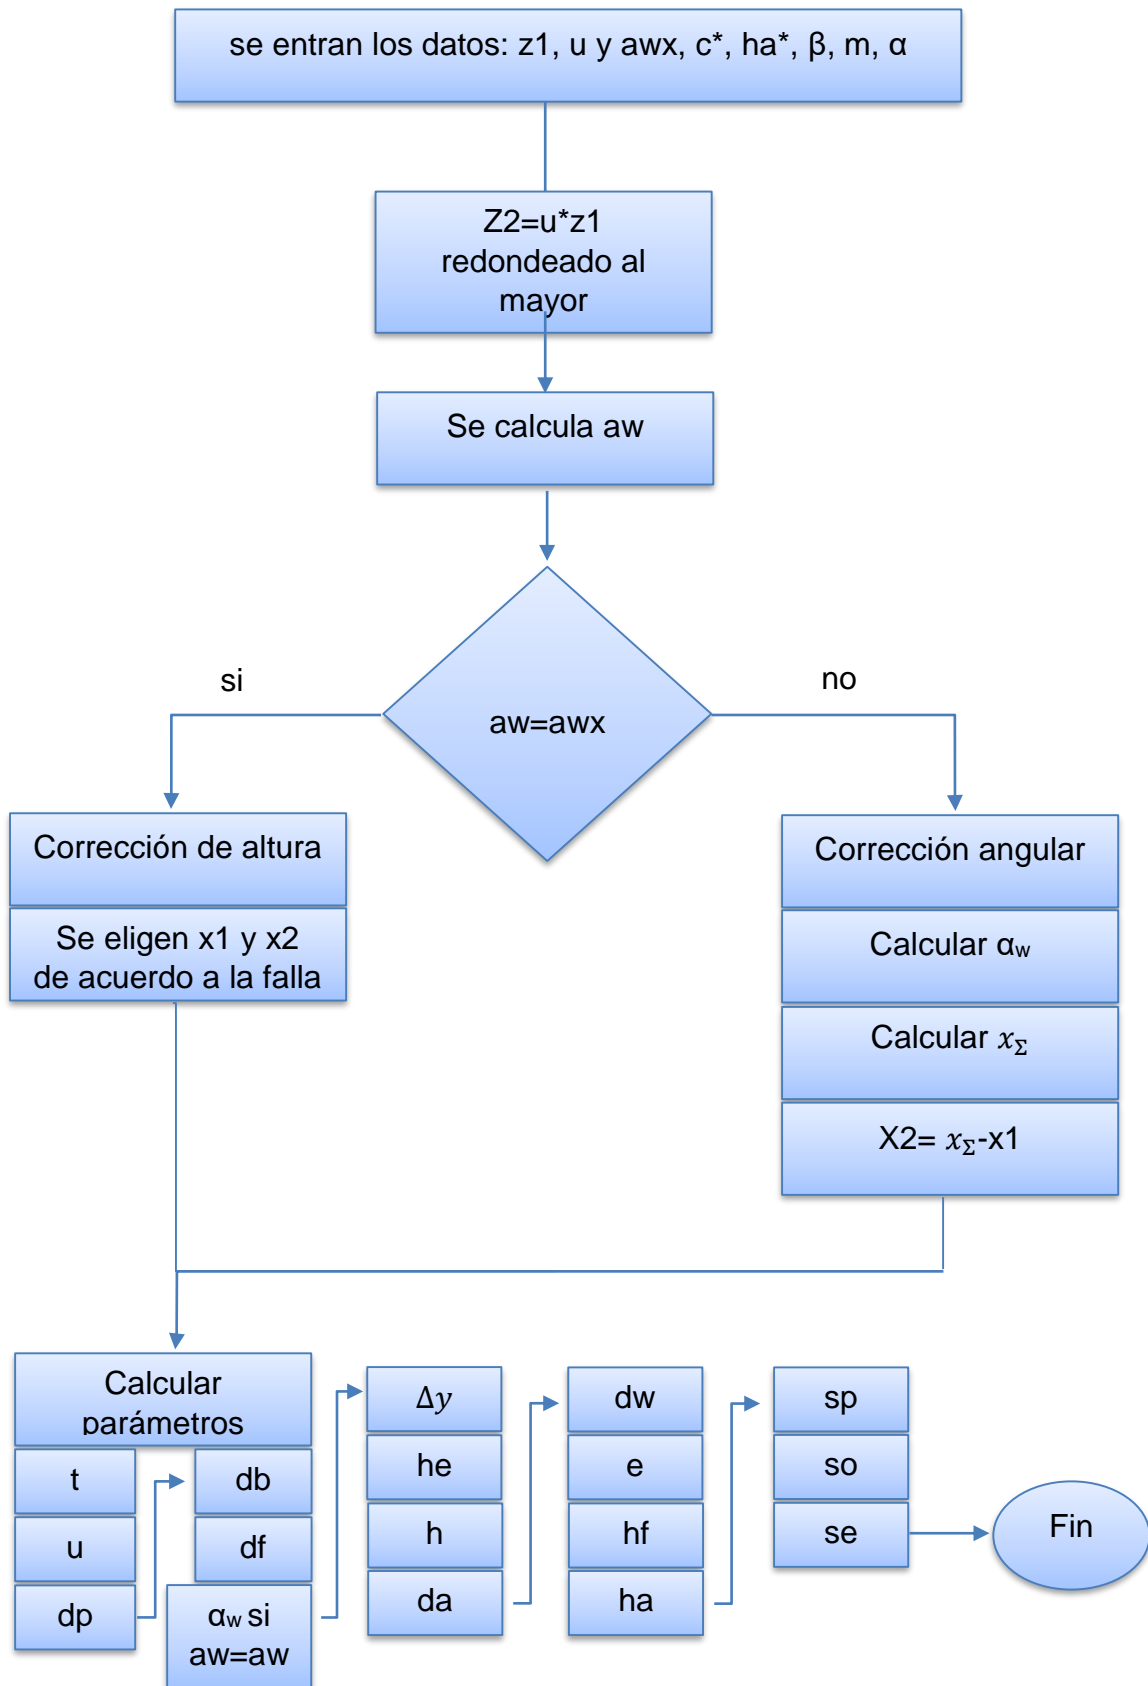 se entran los datos: z1, u y awx, c*, ha*, β, m, α
Z2=u*z1
redondeado al
mayor
Se calcula aw
si
no
aw=awx
Corrección de altura
Se eligen x1 y x2
de acuerdo a la falla
Corrección angular
Calcular αw
Calcular xΣ
X2= xΣ-x1
Calcular
parámetros
t
u
dp
db
df
αw si
aw=aw
Δy
he
h
da
dw
e
hf
ha
sp
so
se
Fin